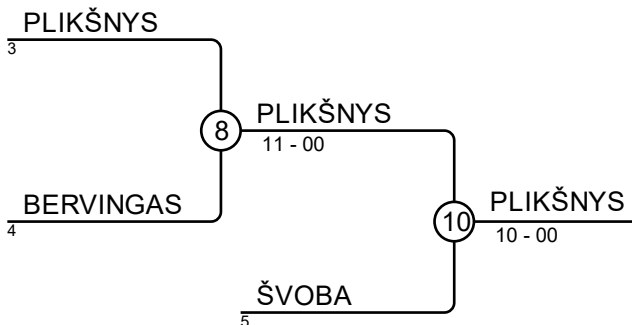 PLIKŠNYS
3
8
PLIKŠNYS
11 - 00
BERVINGAS
4
10
PLIKŠNYS
10 - 00
ŠVOBA
5